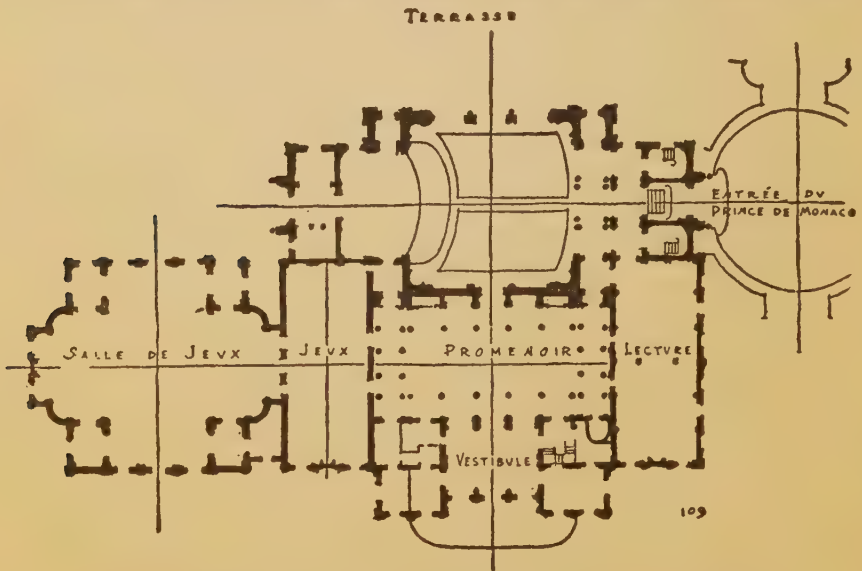 TERRASSE
ENTRÉE DU
PRINCE DE MONACO
SALLE DE JEUX
JEUX
PROMENOIR
LECTURE
VESTIBULE
109